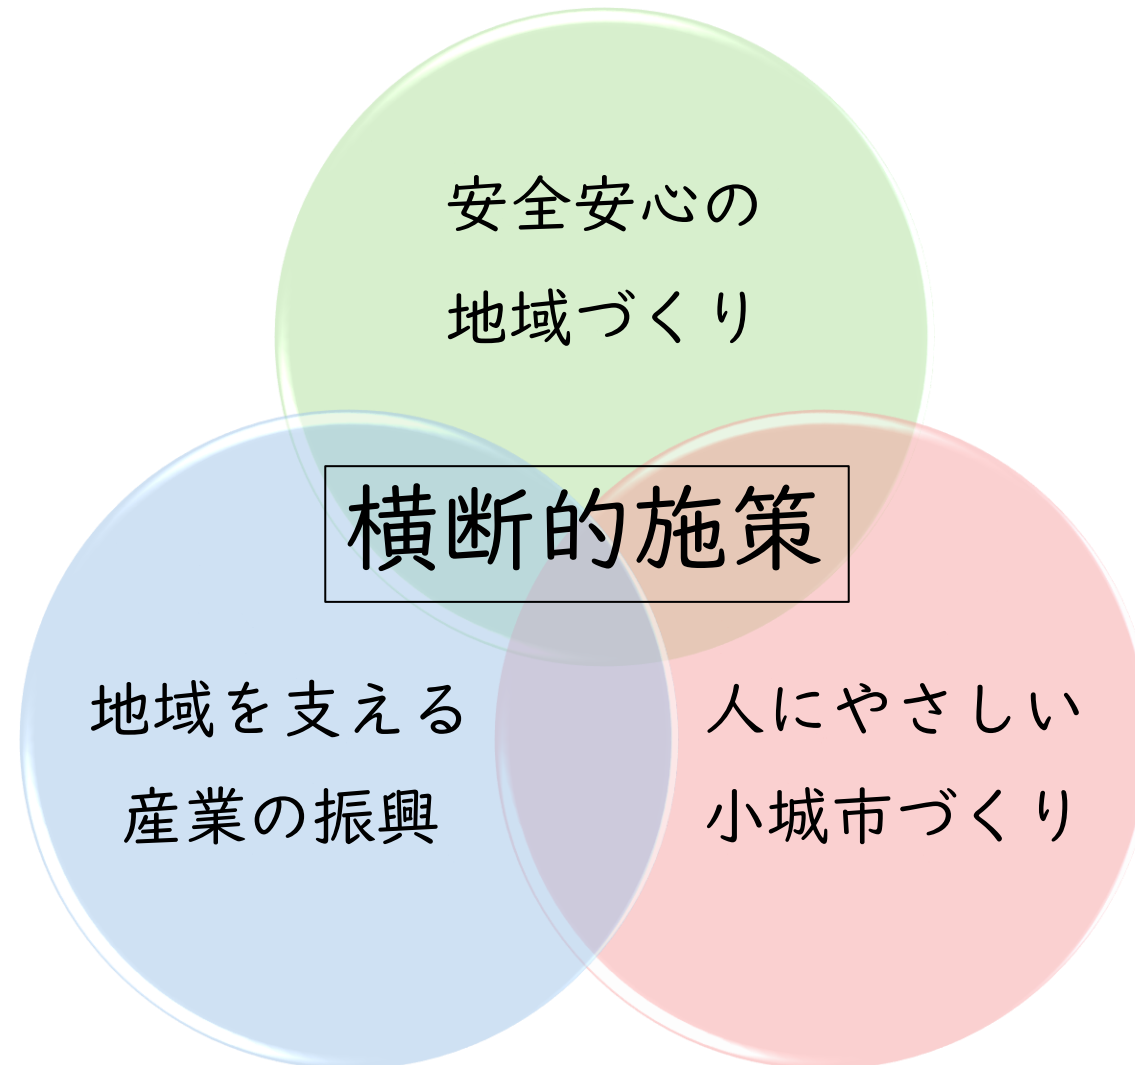 安全安心の
地域づくり
横断的施策
地域を支える
産業の振興
人にやさしい
小城市づくり